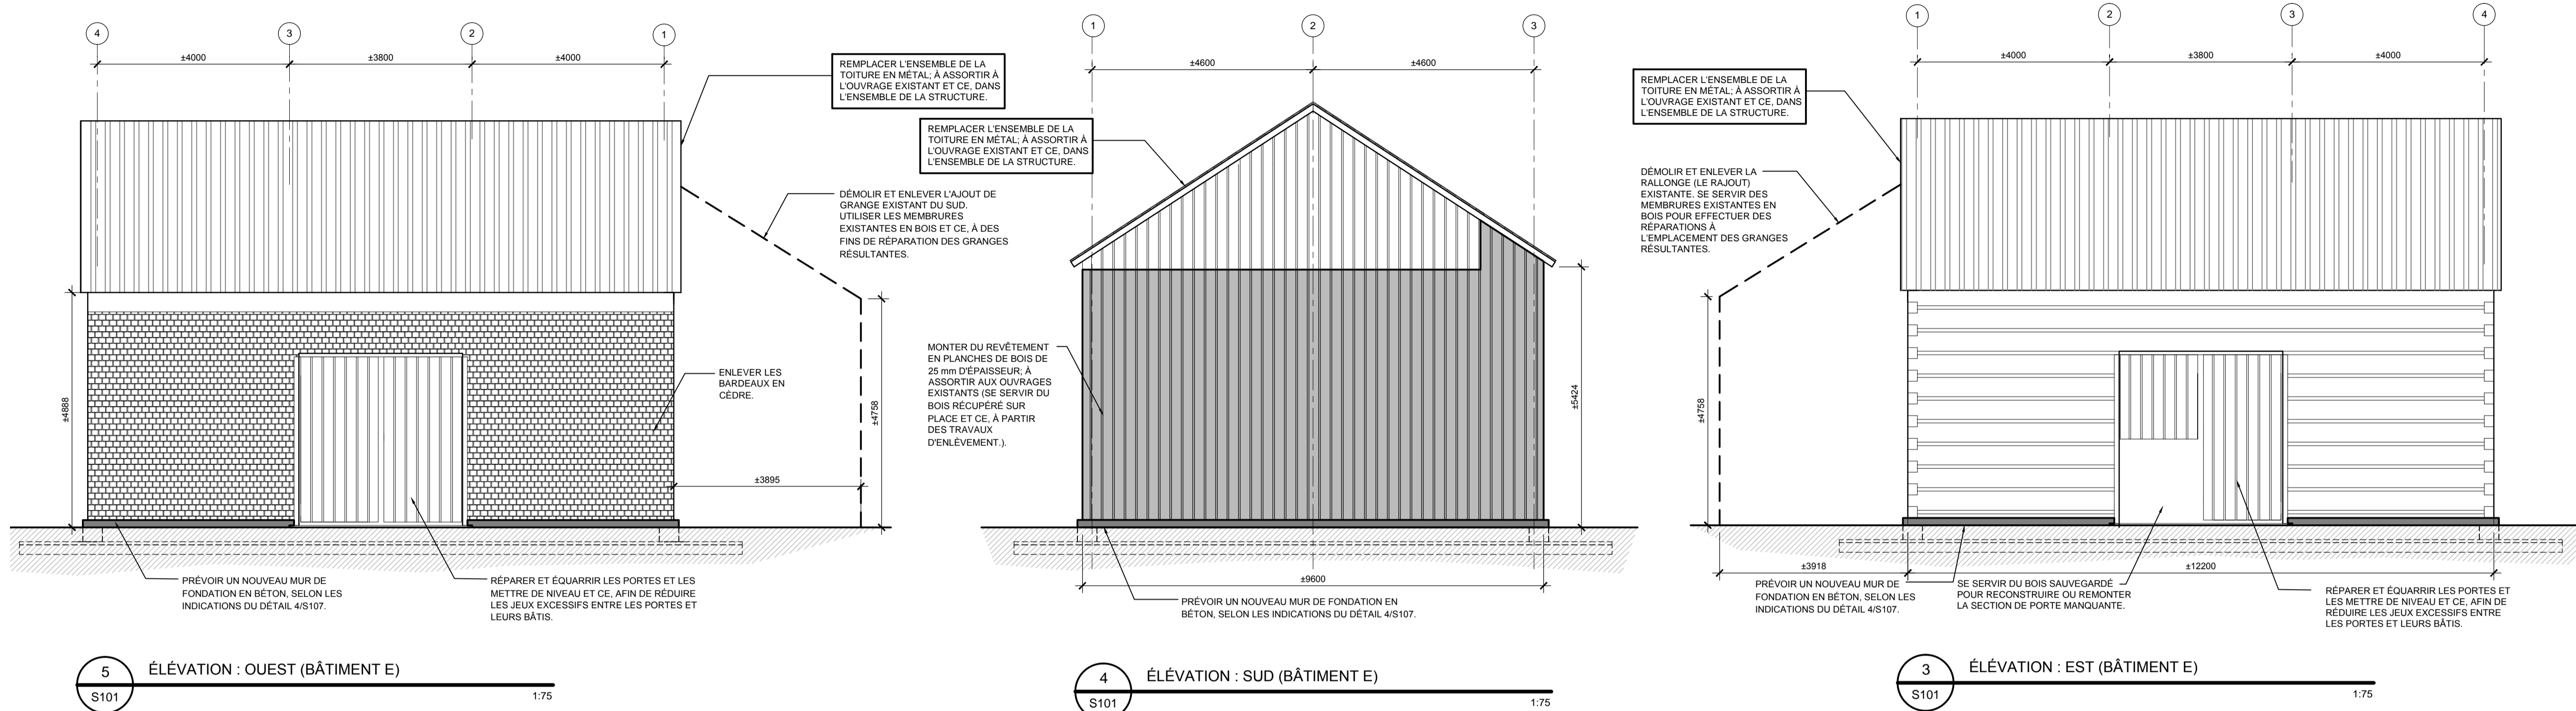 4
3
2
1
±4000
±3800
±4000
REMPLACER L'ENSEMBLE DE LA
TOITURE EN MÉTAL; À ASSORTIR À
L'OUVRAGE EXISTANT ET CE, DANS
L'ENSEMBLE DE LA STRUCTURE.
DÉMOLIR ET ENLEVER L'AJOUT DE
GRANGE EXISTANT DU SUD.
UTILISER LES MEMBRURES
EXISTANTES EN BOIS ET CE, À DES
FINS DE RÉPARATION DES GRANGES
RÉSULTANTES.
ENLEVER LES
BARDEAUX EN
CÈDRE.
±4888
±4758
±3895
PRÉVOIR UN NOUVEAU MUR DE
FONDATION EN BÉTON, SELON LES
INDICATIONS DU DÉTAIL 4/S107.
RÉPARER ET ÉQUARRIR LES PORTES ET LES
METTRE DE NIVEAU ET CE, AFIN DE RÉDUIRE
LES JEUX EXCESSIFS ENTRE LES PORTES ET
LEURS BÂTIS.
5
S101
ÉLÉVATION : OUEST (BÂTIMENT E)
1:75
1
2
3
±4600
±4600
REMPLACER L'ENSEMBLE DE LA
TOITURE EN MÉTAL; À ASSORTIR À
L'OUVRAGE EXISTANT ET CE, DANS
L'ENSEMBLE DE LA STRUCTURE.
MONTER DU REVÊTEMENT
EN PLANCHES DE BOIS DE
25 mm D'ÉPAISSEUR; À
ASSORTIR AUX OUVRAGES
EXISTANTS (SE SERVIR DU
BOIS RÉCUPÉRÉ SUR
PLACE ET CE, À PARTIR
DES TRAVAUX
D'ENLÈVEMENT.).
±5424
±9600
PRÉVOIR UN NOUVEAU MUR DE FONDATION EN
BÉTON, SELON LES INDICATIONS DU DÉTAIL 4/S107.
4
S101
ÉLÉVATION : SUD (BÂTIMENT E)
1:75
1
2
3
4
±4000
±3800
±4000
REMPLACER L'ENSEMBLE DE LA
TOITURE EN MÉTAL; À ASSORTIR À
L'OUVRAGE EXISTANT ET CE, DANS
L'ENSEMBLE DE LA STRUCTURE.
DÉMOLIR ET ENLEVER LA
RALLONGE (LE RAJOUT)
EXISTANTE. SE SERVIR DES
MEMBRURES EXISTANTES EN
BOIS POUR EFFECTUER DES
RÉPARATIONS À
L'EMPLACEMENT DES GRANGES
RÉSULTANTES.
±4758
±3918
±12200
PRÉVOIR UN NOUVEAU MUR DE
FONDATION EN BÉTON, SELON LES
INDICATIONS DU DÉTAIL 4/S107.
SE SERVIR DU BOIS SAUVEGARDÉ
POUR RECONSTRUIRE OU REMONTER
LA SECTION DE PORTE MANQUANTE.
RÉPARER ET ÉQUARRIR LES PORTES ET
LES METTRE DE NIVEAU ET CE, AFIN DE
RÉDUIRE LES JEUX EXCESSIFS ENTRE
LES PORTES ET LEURS BÂTIS.
3
S101
ÉLÉVATION : EST (BÂTIMENT E)
1:75